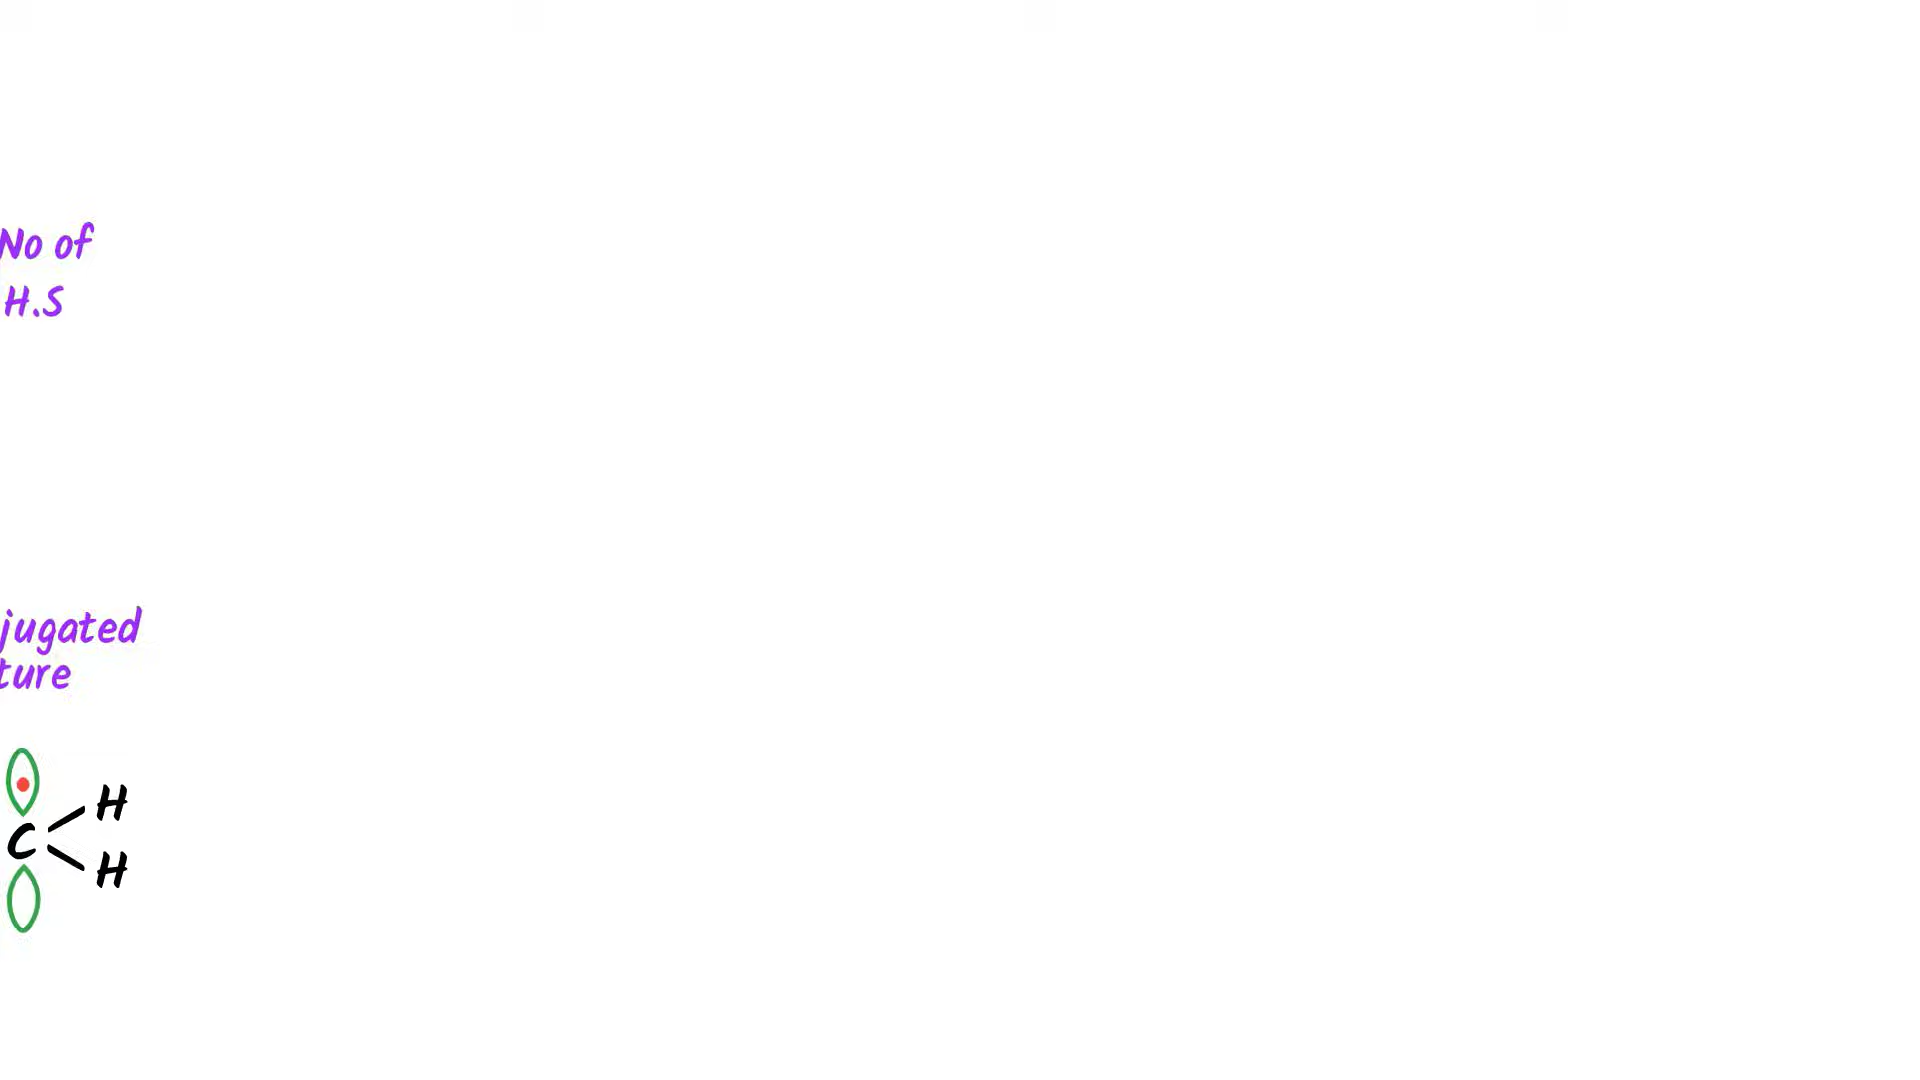 No of
H.S
jugated
ture
H
C
H